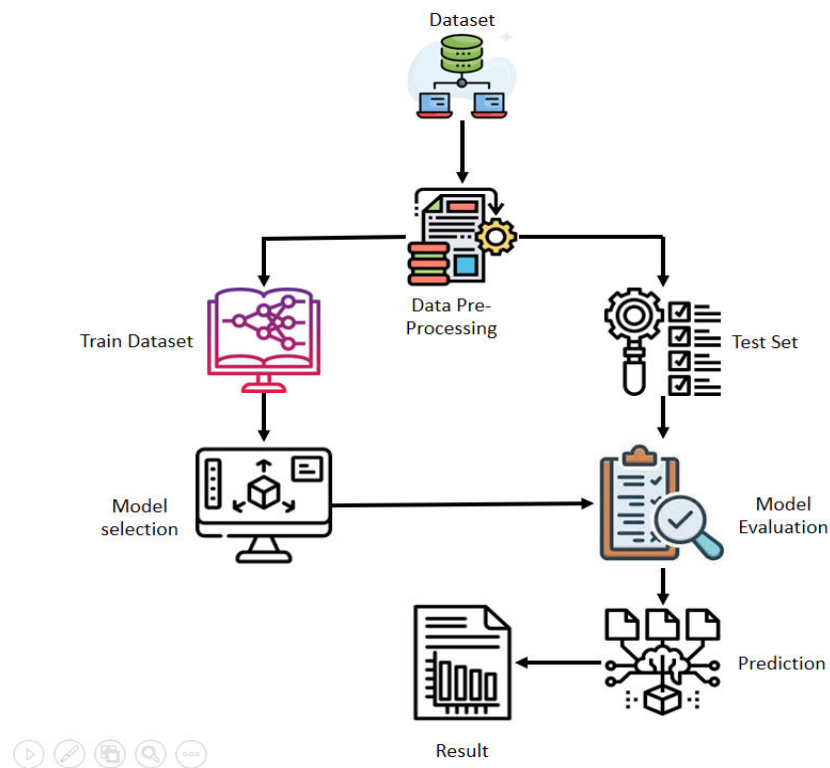 Dataset
Data Pre-
Processing
Train Dataset
Test Set
Model
selection
Model
Evaluation
Prediction
Result